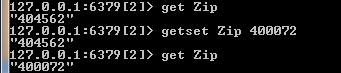 127.0.0.1:6379[2]> get Zip
"404562"
127.0.0.1:6379[2]> getset Zip 400072
"404562"
127.0.0.1:6379[2]> get Zip
"400072"